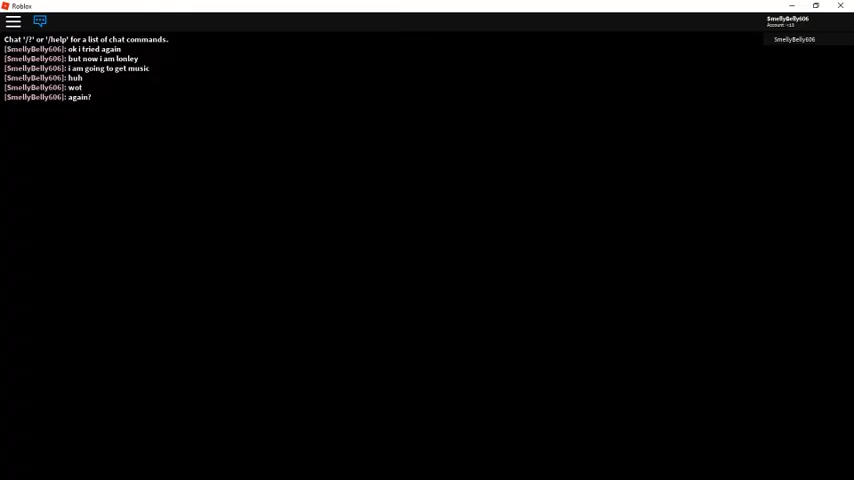 Roblox
SmellyBelly606
Account: <13
SmellyBelly606
Chat '/?' or '/help' for a list of chat commands.
[SmellyBelly606]: ok i tried again
[SmellyBelly606]: but now i am lonley
[SmellyBelly606]: i am going to get music
[SmellyBelly606]: huh
[SmellyBelly606]: wot
[SmellyBelly606]: again?